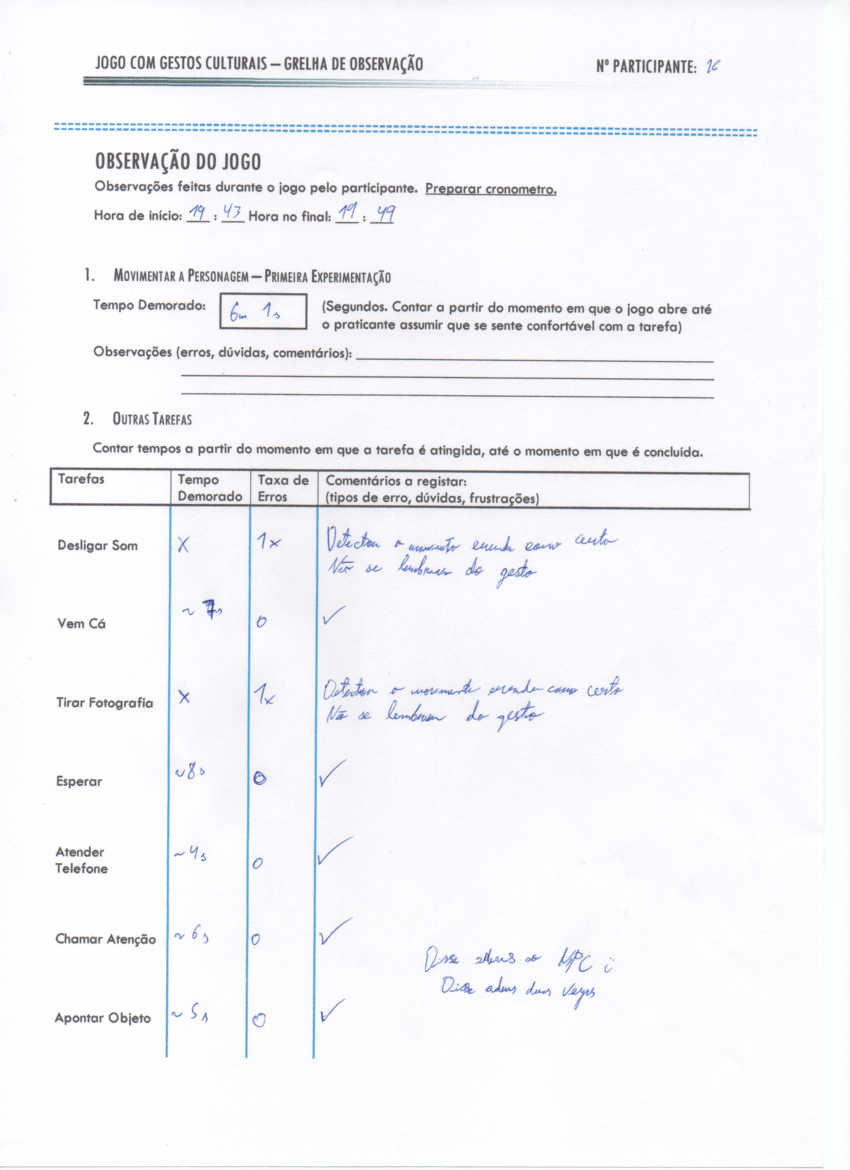 JOGO COM GESTOS CULTURAIS – GRELHA DE OBSERVAÇÃO Nº PARTICIPANTE: 16
OBSERVAÇÃO DO JOGO
Observações feitas durante o jogo pelo participante. Preparar cronometro.
Hora de início: 19 : 43 Hora no final: 19 : 49
1. MOVIMENTAR A PERSONAGEM – PRIMEIRA EXPERIMENTAÇÃO
Tempo Demorado: 6m 1s (Segundos. Contar a partir do momento em que o jogo abre até
o praticante assumir que se sente confortável com a tarefa)
Observações (erros, dúvidas, comentários):
2. OUTRAS TAREFAS
Contar tempos a partir do momento em que a tarefa é atingida, até o momento em que é concluída.
Tarefas Tempo Taxa de Comentários a registar:
Demorado Erros (tipos de erro, dúvidas, frustrações)
Desligar Som X 1x Detectou o movimento como certo
Não se do gesto
Vem Cá ~ 7s 0 ✓
Tirar Fotografia X 1x Detectou o movimento como certo
Não se do gesto
Esperar ~8s 0 ✓
Atender
Telefone ~4s 0 ✓
Chamar Atenção ~6s 0 ✓
Disse adeus ao NPC
Disse adeus duas vezes
Apontar Objeto ~5s 0 ✓